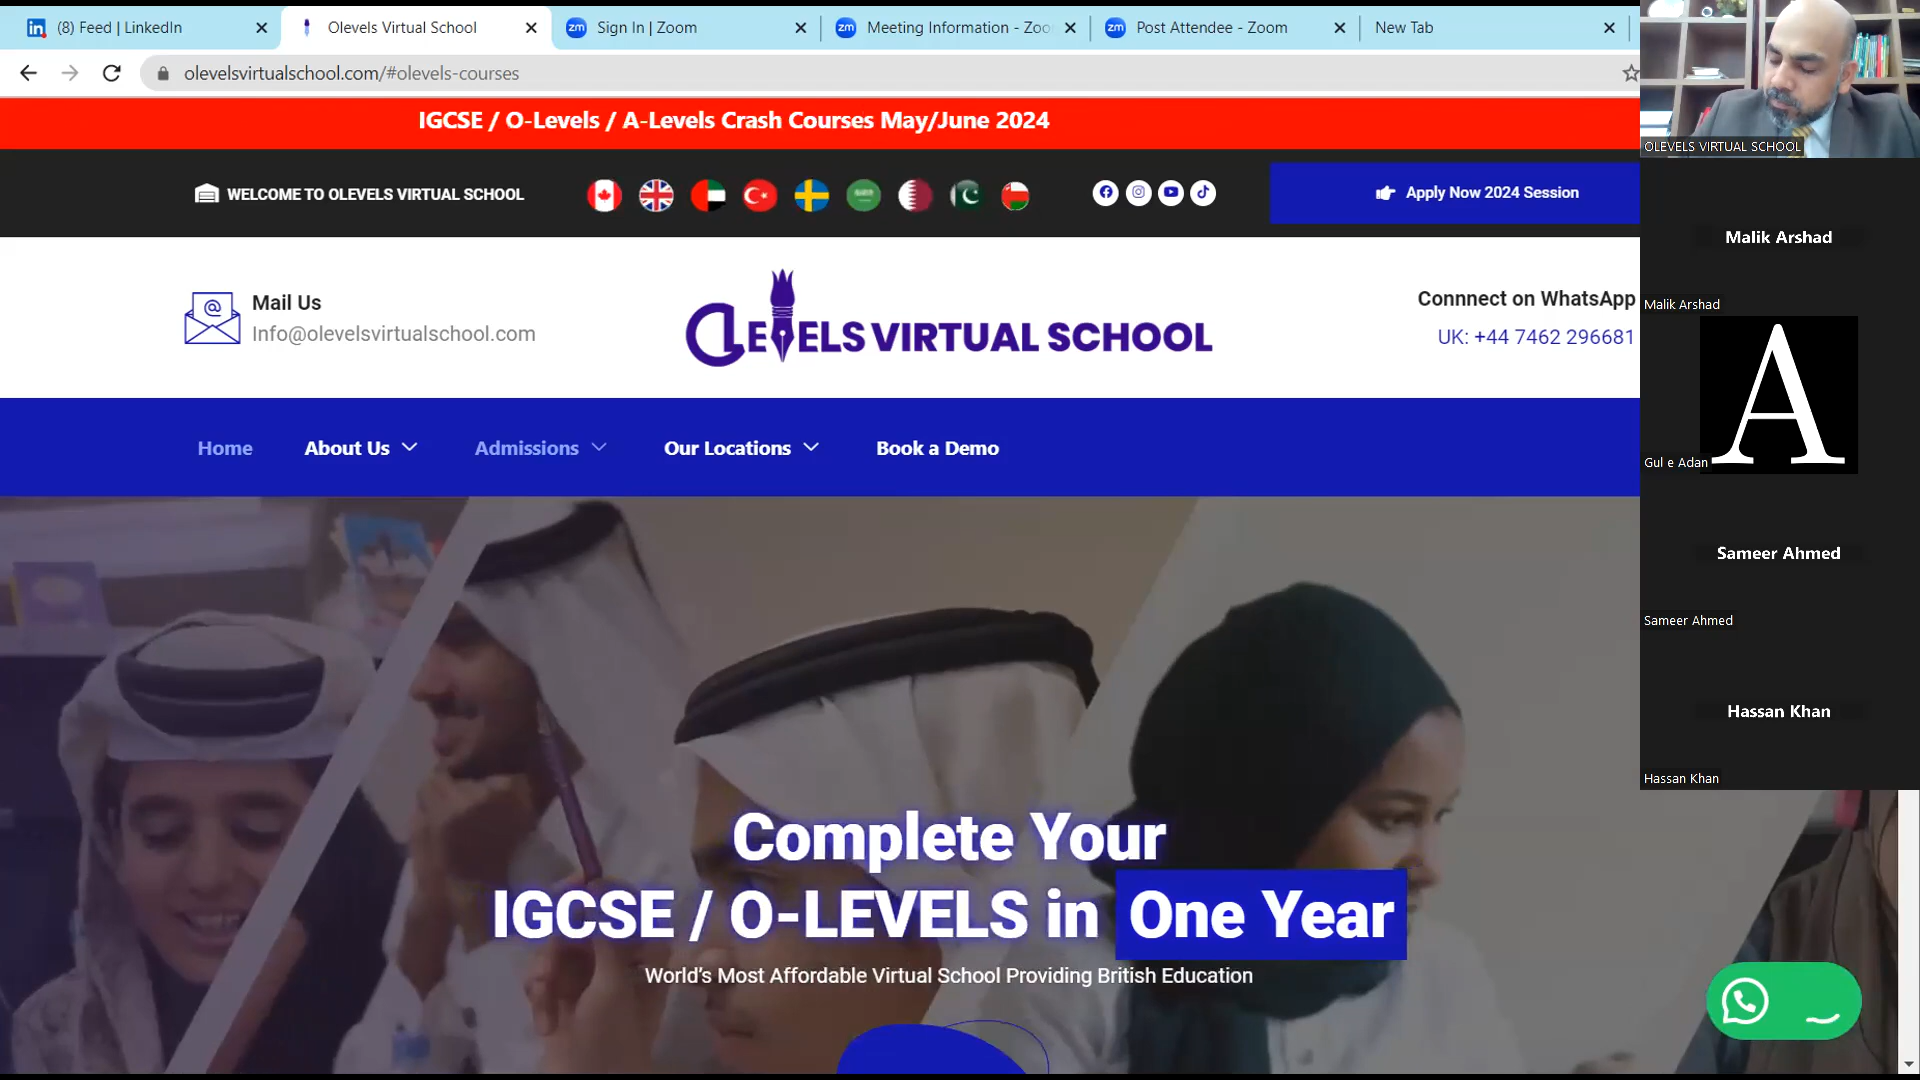 (8) Feed | LinkedIn
Olevels Virtual School
zm Sign In | Zoom
zm Meeting Information - Zoo
zm Post Attendee - Zoom
New Tab
olevelsvirtualschool.com/#olevels-courses
IGCSE / O-Levels / A-Levels Crash Courses May/June 2024
WELCOME TO OLEVELS VIRTUAL SCHOOL
Apply Now 2024 Session
Mail Us
Info@olevelsvirtualschool.com
OLEVELS VIRTUAL SCHOOL
Connnect on WhatsApp
UK: +44 7462 296681
Home
About Us
Admissions
Our Locations
Book a Demo
Complete Your
IGCSE / O-LEVELS in One Year
World's Most Affordable Virtual School Providing British Education
OLEVELS VIRTUAL SCHOOL
Malik Arshad
Malik Arshad
A
Gul e Adan
Sameer Ahmed
Sameer Ahmed
Hassan Khan
Hassan Khan